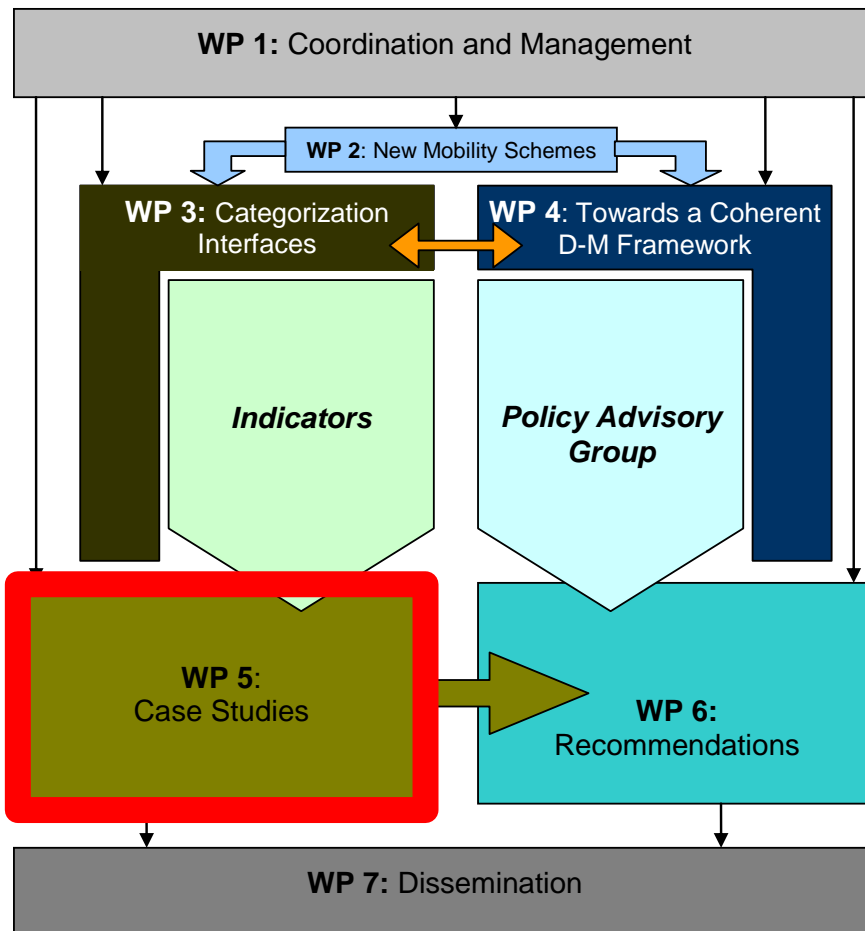 WP 1: Coordination and Management
WP 2: New Mobility Schemes
WP 3: Categorization
Interfaces
WP 4: Towards a Coherent
D-M Framework
Indicators
Policy Advisory
Group
WP 5:
Case Studies
WP 6:
Recommendations
WP 7: Dissemination